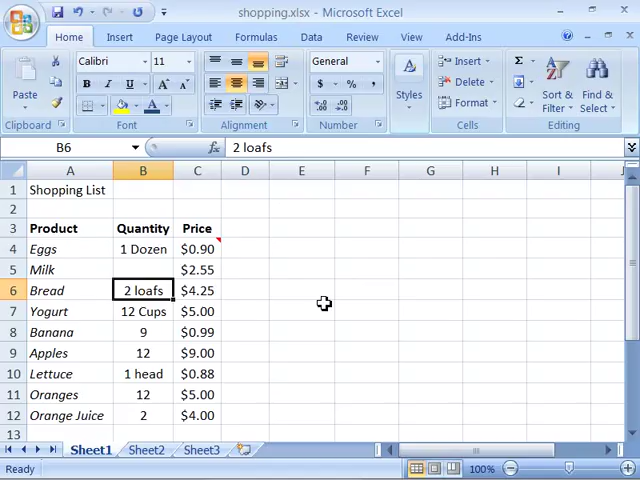 shopping.xlsx - Microsoft Excel
Home Insert Page Layout Formulas Data Review View Add-Ins
Paste
Clipboard
Calibri 11
B I U
A A
A
Font
Alignment
General
$ % ,
Number
A
Styles
Insert
Delete
Format
Cells
Σ
Sort & Filter
Find & Select
Editing
B6 fx 2 loafs
A B C D E F G H I J
1 Shopping List
2
3 Product Quantity Price
4 Eggs 1 Dozen $0.90
5 Milk $2.55
6 Bread 2 loafs $4.25
7 Yogurt 12 Cups $5.00
8 Banana 9 $0.99
9 Apples 12 $9.00
10 Lettuce 1 head $0.88
11 Oranges 12 $5.00
12 Orange Juice 2 $4.00
13
Sheet1 Sheet2 Sheet3
Ready 100%